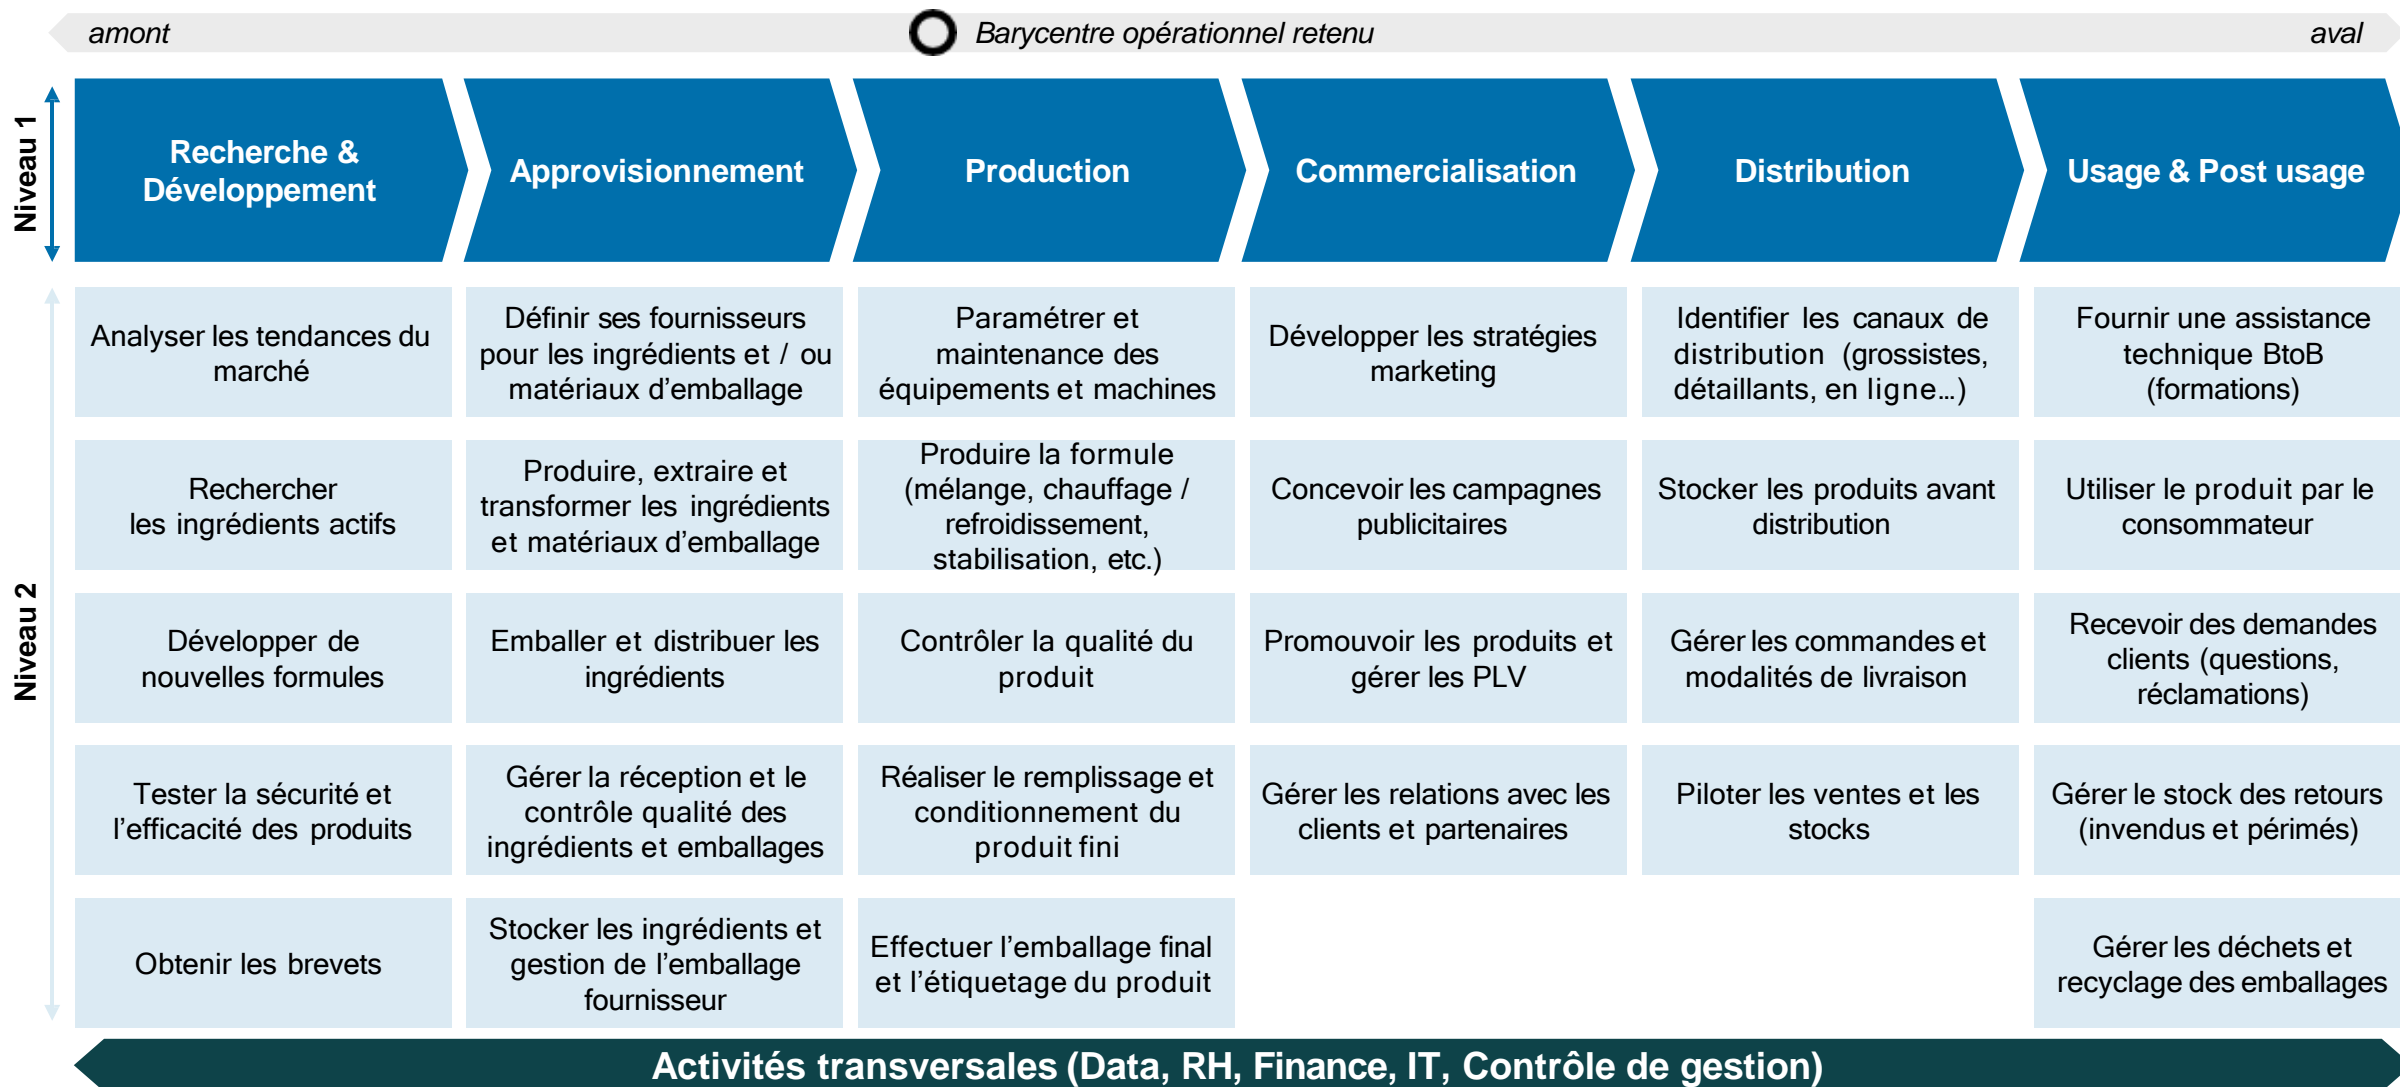 amont
Barycentre opérationnel retenu
aval
Niveau 1
Recherche &
Développement
Approvisionnement
Production
Commercialisation
Distribution
Usage & Post usage
Niveau 2
Analyser les tendances du
marché
Définir ses fournisseurs
pour les ingrédients et / ou
matériaux d’emballage
Paramétrer et
maintenance des
équipements et machines
Développer les stratégies
marketing
Identifier les canaux de
distribution (grossistes,
détaillants, en ligne…)
Fournir une assistance
technique BtoB
(formations)
Rechercher
les ingrédients actifs
Produire, extraire et
transformer les ingrédients
et matériaux d’emballage
Produire la formule
(mélange, chauffage /
refroidissement,
stabilisation, etc.)
Concevoir les campagnes
publicitaires
Stocker les produits avant
distribution
Utiliser le produit par le
consommateur
Développer de
nouvelles formules
Emballer et distribuer les
ingrédients
Contrôler la qualité du
produit
Promouvoir les produits et
gérer les PLV
Gérer les commandes et
modalités de livraison
Recevoir des demandes
clients (questions,
réclamations)
Tester la sécurité et
l’efficacité des produits
Gérer la réception et le
contrôle qualité des
ingrédients et emballages
Réaliser le remplissage et
conditionnement du
produit fini
Gérer les relations avec les
clients et partenaires
Piloter les ventes et les
stocks
Gérer le stock des retours
(invendus et périmés)
Obtenir les brevets
Stocker les ingrédients et
gestion de l’emballage
fournisseur
Effectuer l’emballage final
et l’étiquetage du produit
Gérer les déchets et
recyclage des emballages
Activités transversales (Data, RH, Finance, IT, Contrôle de gestion)